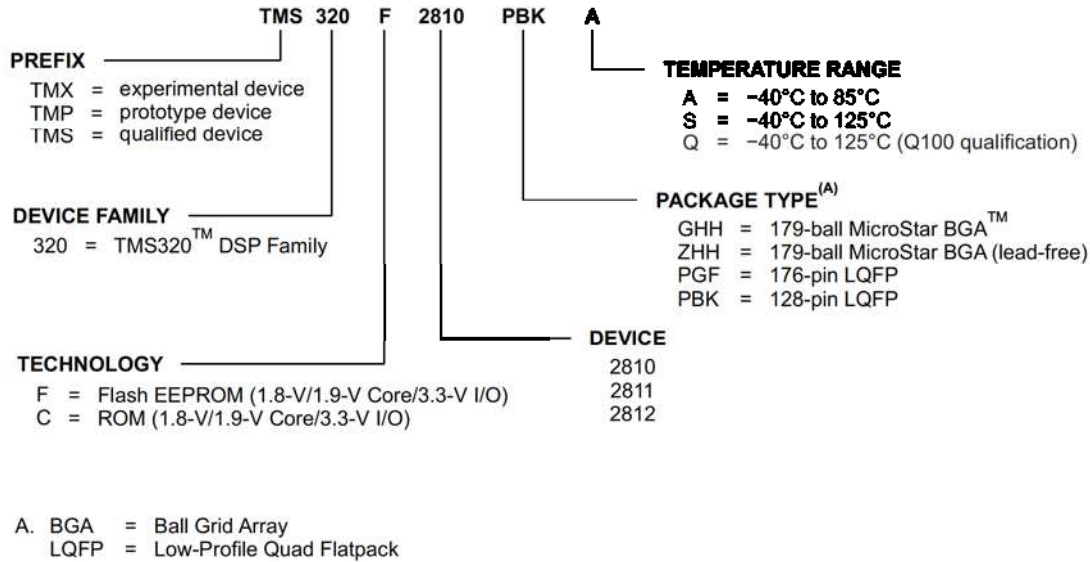 TMS 320 F 2810 PBK A
PREFIX
TMX = experimental device
TMP = prototype device
TMS = qualified device
TEMPERATURE RANGE
A = −40°C to 85°C
S = −40°C to 125°C
Q = −40°C to 125°C (Q100 qualification)
DEVICE FAMILY
320 = TMS320™ DSP Family
PACKAGE TYPE(A)
GHH = 179-ball MicroStar BGA™
ZHH = 179-ball MicroStar BGA (lead-free)
PGF = 176-pin LQFP
PBK = 128-pin LQFP
TECHNOLOGY
F = Flash EEPROM (1.8-V/1.9-V Core/3.3-V I/O)
C = ROM (1.8-V/1.9-V Core/3.3-V I/O)
DEVICE
2810
2811
2812
A. BGA = Ball Grid Array
LQFP = Low-Profile Quad Flatpack